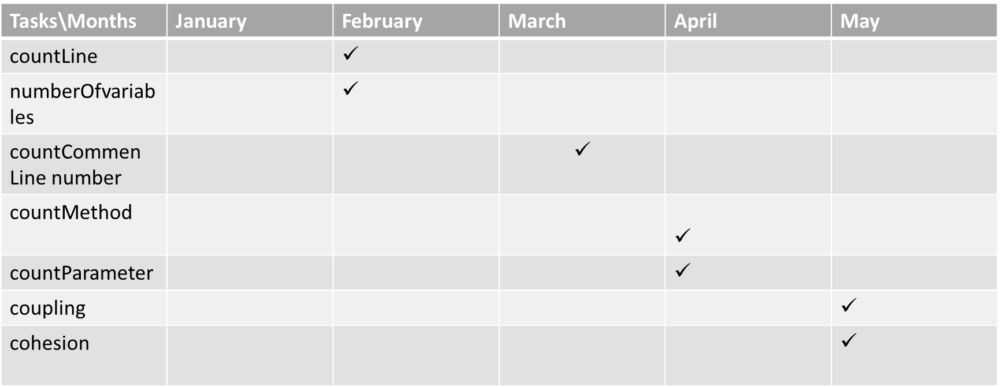 Tasks\Months January February March April May
countLine ✓
numberOfvariab ✓
les
countCommen ✓
Line number
countMethod
✓
countParameter ✓
coupling ✓
cohesion ✓